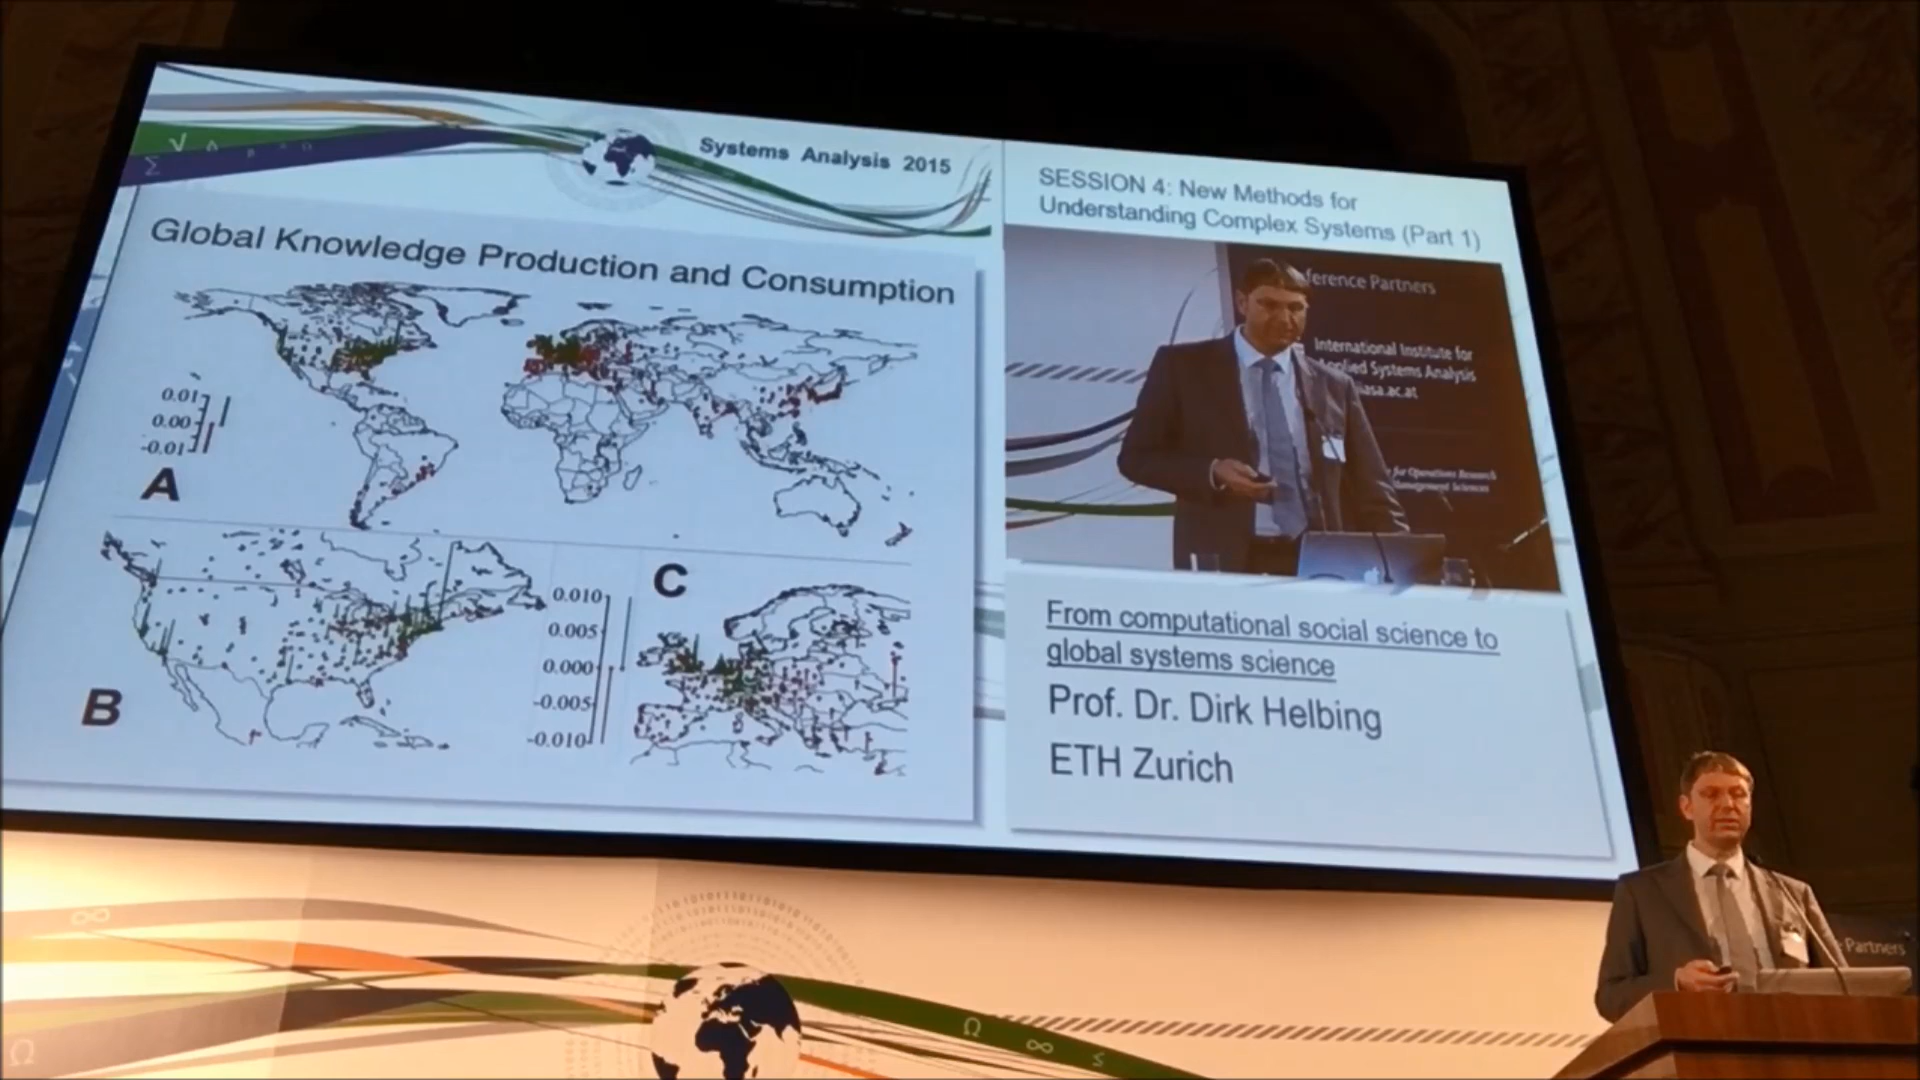 Systems Analysis 2015
Global Knowledge Production and Consumption
0.01
0.00
-0.01
A
B
0.010
0.005
0.000
-0.005
-0.010
C
SESSION 4: New Methods for
Understanding Complex Systems (Part 1)
ference Partners
International Institute for
Applied Systems Analysis
iasa.ac.at
for Operations Research
Management Sciences
From computational social science to
global systems science
Prof. Dr. Dirk Helbing
ETH Zurich
Partners